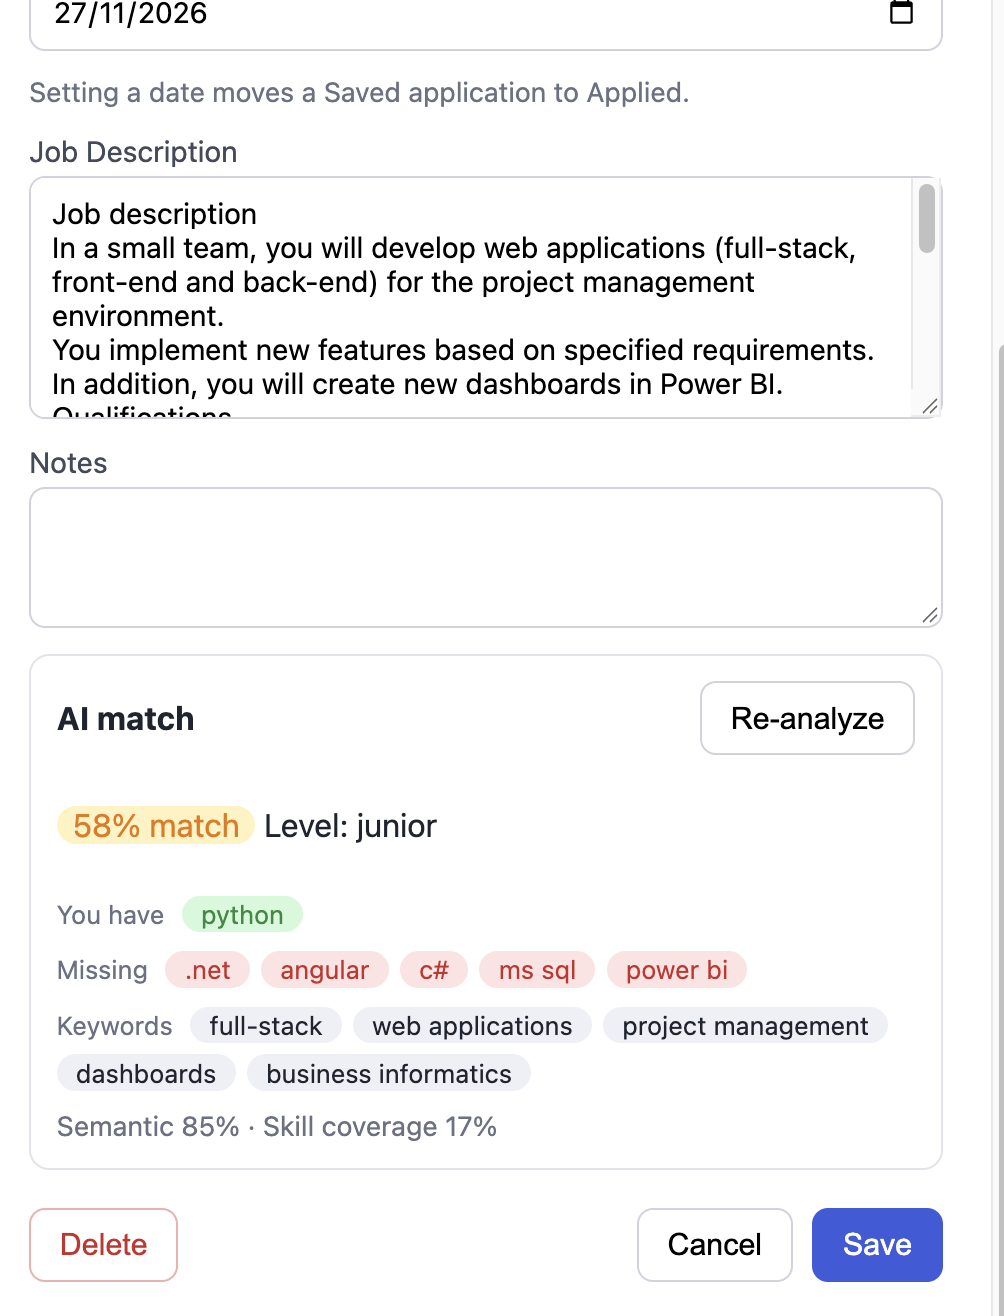 27/11/2026
Setting a date moves a Saved application to Applied.
Job Description
Job description
In a small team, you will develop web applications (full-stack,
front-end and back-end) for the project management
environment.
You implement new features based on specified requirements.
In addition, you will create new dashboards in Power BI.
Qualifications
Notes
AI match
Re-analyze
58% match Level: junior
You have python
Missing .net angular c# ms sql power bi
Keywords full-stack web applications project management
dashboards business informatics
Semantic 85% · Skill coverage 17%
Delete Cancel Save